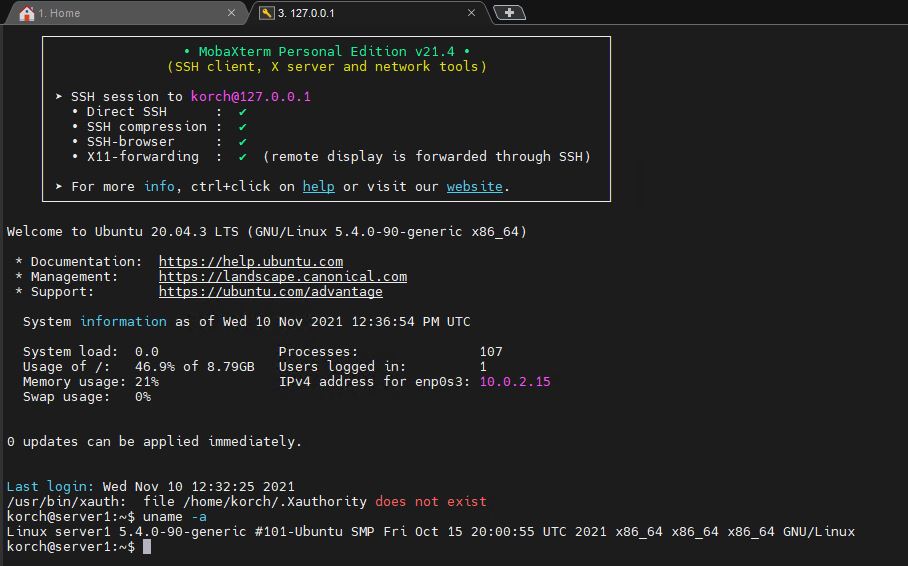 1. Home
3. 127.0.0.1
• MobaXterm Personal Edition v21.4 •
(SSH client, X server and network tools)
➤ SSH session to korch@127.0.0.1
• Direct SSH : ✔
• SSH compression : ✔
• SSH-browser : ✔
• X11-forwarding : ✔ (remote display is forwarded through SSH)
➤ For more info, ctrl+click on help or visit our website.
Welcome to Ubuntu 20.04.3 LTS (GNU/Linux 5.4.0-90-generic x86_64)
* Documentation: https://help.ubuntu.com
* Management: https://landscape.canonical.com
* Support: https://ubuntu.com/advantage
System information as of Wed 10 Nov 2021 12:36:54 PM UTC
System load: 0.0 Processes: 107
Usage of /: 46.9% of 8.79GB Users logged in: 1
Memory usage: 21% IPv4 address for enp0s3: 10.0.2.15
Swap usage: 0%
0 updates can be applied immediately.
Last login: Wed Nov 10 12:32:25 2021
/usr/bin/xauth: file /home/korch/.Xauthority does not exist
korch@server1:~$ uname -a
Linux server1 5.4.0-90-generic #101-Ubuntu SMP Fri Oct 15 20:00:55 UTC 2021 x86_64 x86_64 x86_64 GNU/Linux
korch@server1:~$